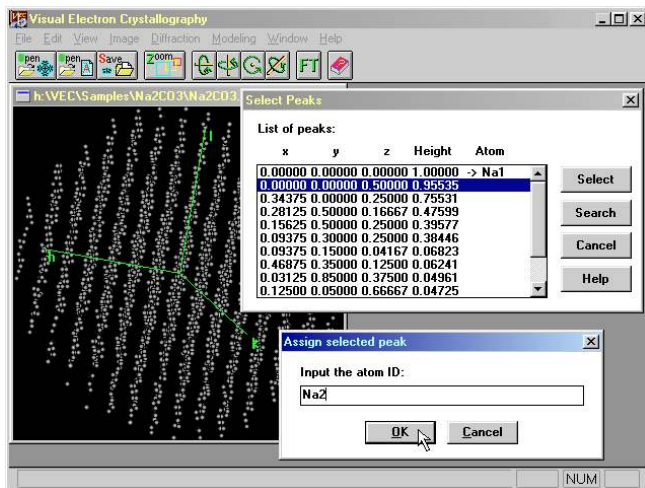 Visual Electron Crystallography
File Edit View Image Diffraction Modeling Window Help
pen pen Save Zoom FT
h:\VEC\Samples\Na2CO3\Na2CO3.
l
h
k
Select Peaks
List of peaks:
x y z Height Atom
0.00000 0.00000 0.00000 1.00000 -> Na1
0.00000 0.00000 0.50000 0.95535
0.34375 0.00000 0.25000 0.75531
0.28125 0.50000 0.16667 0.47599
0.15625 0.50000 0.25000 0.39577
0.09375 0.30000 0.25000 0.38446
0.09375 0.15000 0.04167 0.06823
0.46875 0.35000 0.12500 0.06241
0.03125 0.85000 0.37500 0.04961
0.12500 0.05000 0.66667 0.04725
Select
Search
Cancel
Help
Assign selected peak
Input the atom ID:
Na2
OK Cancel
NUM